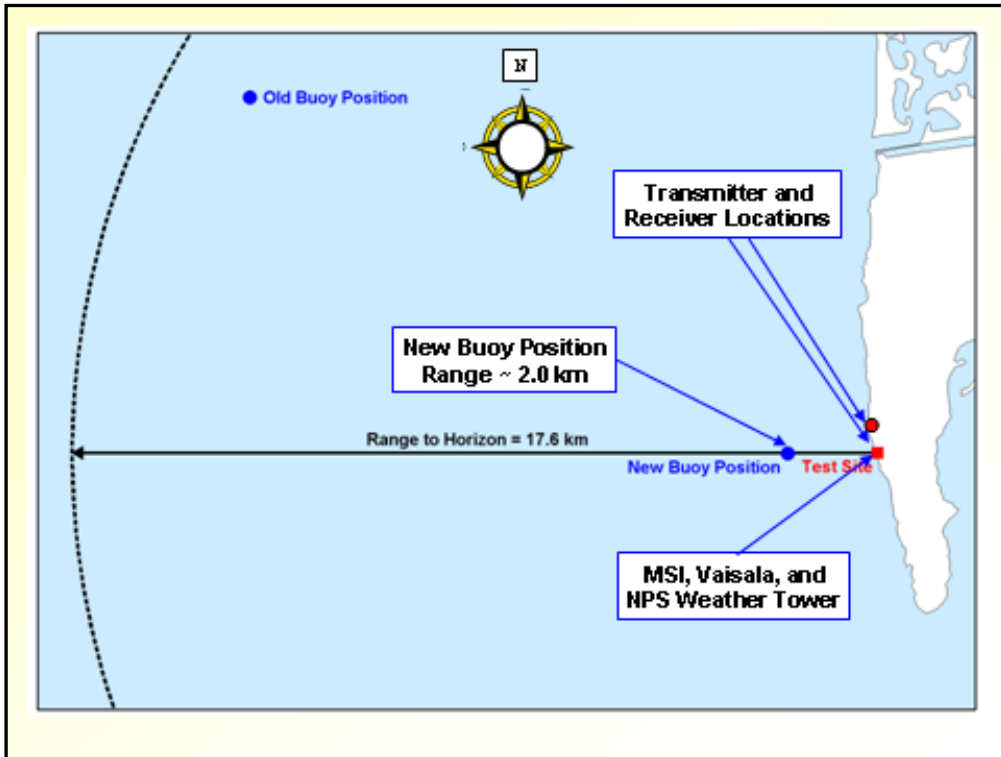 N
Old Buoy Position
Transmitter and
Receiver Locations
New Buoy Position
Range ~ 2.0 km
Range to Horizon = 17.6 km
New Buoy Position
Test Site
MSI, Vaisala, and
NPS Weather Tower